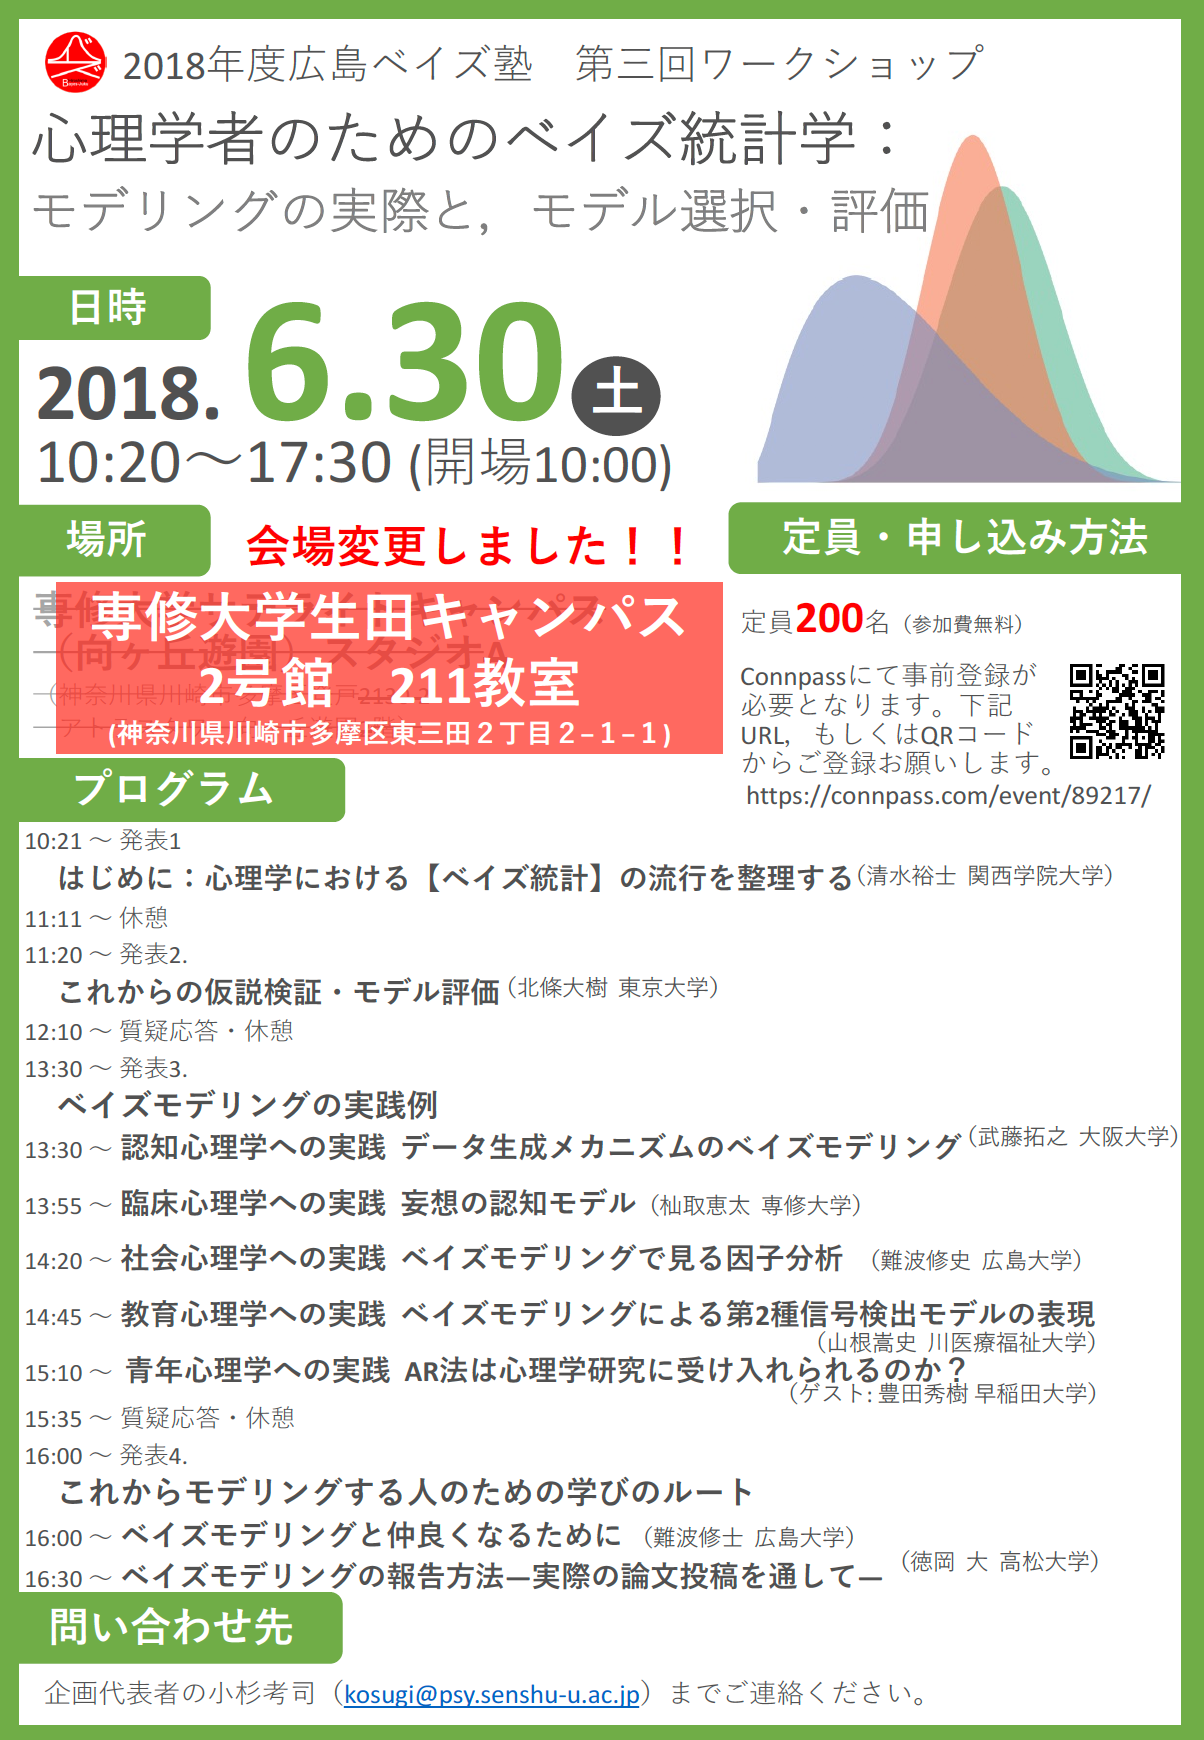 2018年度広島ベイズ塾　第三回ワークショップ
心理学者のためのベイズ統計学：
モデリングの実際と，モデル選択・評価
日時
2018. 6.30 土
10:20～17:30 (開場10:00)
場所
会場変更しました！！
専修大学生田キャンパス
2号館　211教室
(神奈川県川崎市多摩区東三田２丁目２−１−１)
定員・申し込み方法
定員200名（参加費無料）
Connpassにて事前登録が
必要となります。下記
URL，もしくはQRコード
からご登録お願いします。
https://connpass.com/event/89217/
プログラム
10:21 ～ 発表1
はじめに：心理学における【ベイズ統計】の流行を整理する（清水裕士 関西学院大学）
11:11 ～ 休憩
11:20 ～ 発表2.
これからの仮説検証・モデル評価（北條大樹 東京大学）
12:10 ～ 質疑応答・休憩
13:30 ～ 発表3.
ベイズモデリングの実践例
13:30 ～ 認知心理学への実践 データ生成メカニズムのベイズモデリング（武藤拓之 大阪大学）
13:55 ～ 臨床心理学への実践 妄想の認知モデル（杣取恵太 専修大学）
14:20 ～ 社会心理学への実践 ベイズモデリングで見る因子分析 （難波修史 広島大学）
14:45 ～ 教育心理学への実践 ベイズモデリングによる第2種信号検出モデルの表現
（山根嵩史 川医療福祉大学）
15:10 ～ 青年心理学への実践 AR法は心理学研究に受け入れられるのか？
（ゲスト: 豊田秀樹 早稲田大学）
15:35 ～ 質疑応答・休憩
16:00 ～ 発表4.
これからモデリングする人のための学びのルート
16:00 ～ ベイズモデリングと仲良くなるために （難波修士 広島大学）
16:30 ～ ベイズモデリングの報告方法―実際の論文投稿を通して― （徳岡 大 高松大学）
問い合わせ先
企画代表者の小杉考司（kosugi@psy.senshu-u.ac.jp）までご連絡ください。